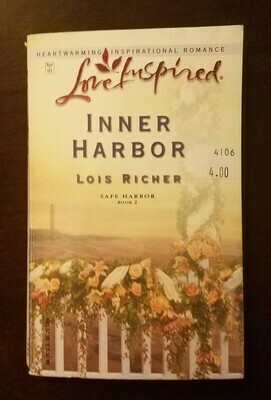 HEARTWARMING INSPIRATIONAL ROMANCE
Love Inspired®
INNER
HARBOR
4106
4.00
LOIS RICHER
SAFE HARBOR
BOOK 2